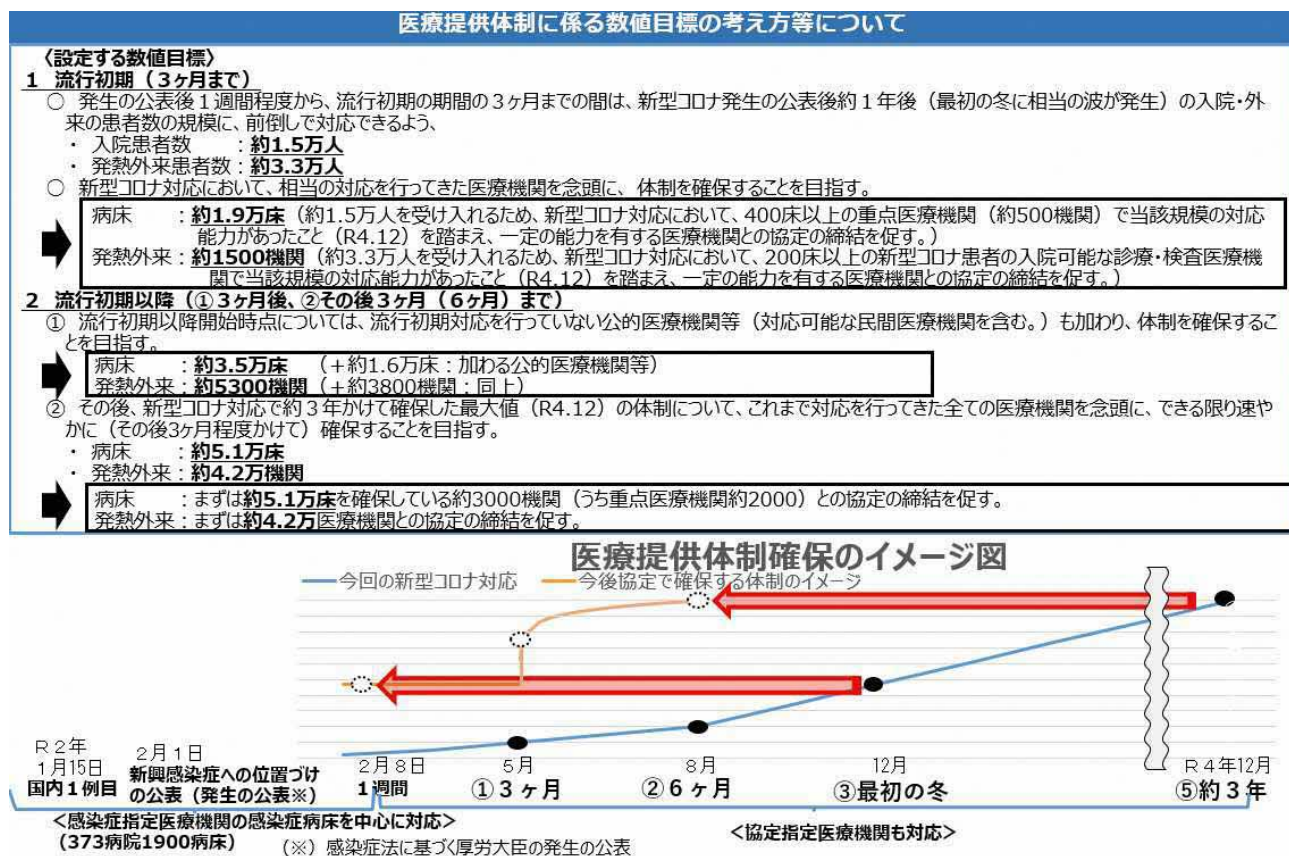 医療提供体制に係る数値目標の考え方等について
〈設定する数値目標〉
1 流行初期（３ヶ月まで）
○ 発生の公表後１週間程度から、流行初期の期間の３ヶ月までの間は、新型コロナ発生の公表後約１年後（最初の冬に相当の波が発生）の入院・外
来の患者数の規模に、前倒しで対応できるよう、
・ 入院患者数　　：約1.5万人
・ 発熱外来患者数：約3.3万人
○ 新型コロナ対応において、相当の対応を行ってきた医療機関を念頭に、体制を確保することを目指す。
病床　　：約1.9万床（約1.5万人を受け入れるため、新型コロナ対応において、400床以上の重点医療機関（約500機関）で当該規模の対応
能力があったこと（R4.12）を踏まえ、一定の能力を有する医療機関との協定の締結を促す。）
発熱外来：約1500機関（約3.3万人を受け入れるため、新型コロナ対応において、200床以上の新型コロナ患者の入院可能な診療・検査医療機
関で当該規模の対応能力があったこと（R4.12）を踏まえ、一定の能力を有する医療機関との協定の締結を促す。）
2 流行初期以降（①３ヶ月後、②その後３ヶ月（６ヶ月）まで）
① 流行初期以降開始時点については、流行初期対応を行っていない公的医療機関等（対応可能な民間医療機関を含む。）も加わり、体制を確保するこ
とを目指す。
病床　　：約3.5万床　（＋約1.6万床：加わる公的医療機関等）
発熱外来：約5300機関（＋約3800機関：同上）
② その後、新型コロナ対応で約３年かけて確保した最大値（R4.12）の体制について、これまで対応を行ってきた全ての医療機関を念頭に、できる限り速や
かに（その後3ヶ月程度かけて）確保することを目指す。
・ 病床　　：約5.1万床
・ 発熱外来：約4.2万機関
病床　　：まずは約5.1万床を確保している約3000機関（うち重点医療機関約2000）との協定の締結を促す。
発熱外来：まずは約4.2万医療機関との協定の締結を促す。
医療提供体制確保のイメージ図
今回の新型コロナ対応　今後協定で確保する体制のイメージ
Ｒ２年
１月15日
国内１例目
２月１日
新興感染症への位置づけ
の公表（発生の公表※）
２月８日
１週間
５月
①３ヶ月
８月
②６ヶ月
12月
③最初の冬
Ｒ４年12月
⑤約３年
＜感染症指定医療機関の感染症病床を中心に対応＞
（373病院1900病床）
（※）感染症法に基づく厚労大臣の発生の公表
＜協定指定医療機関も対応＞